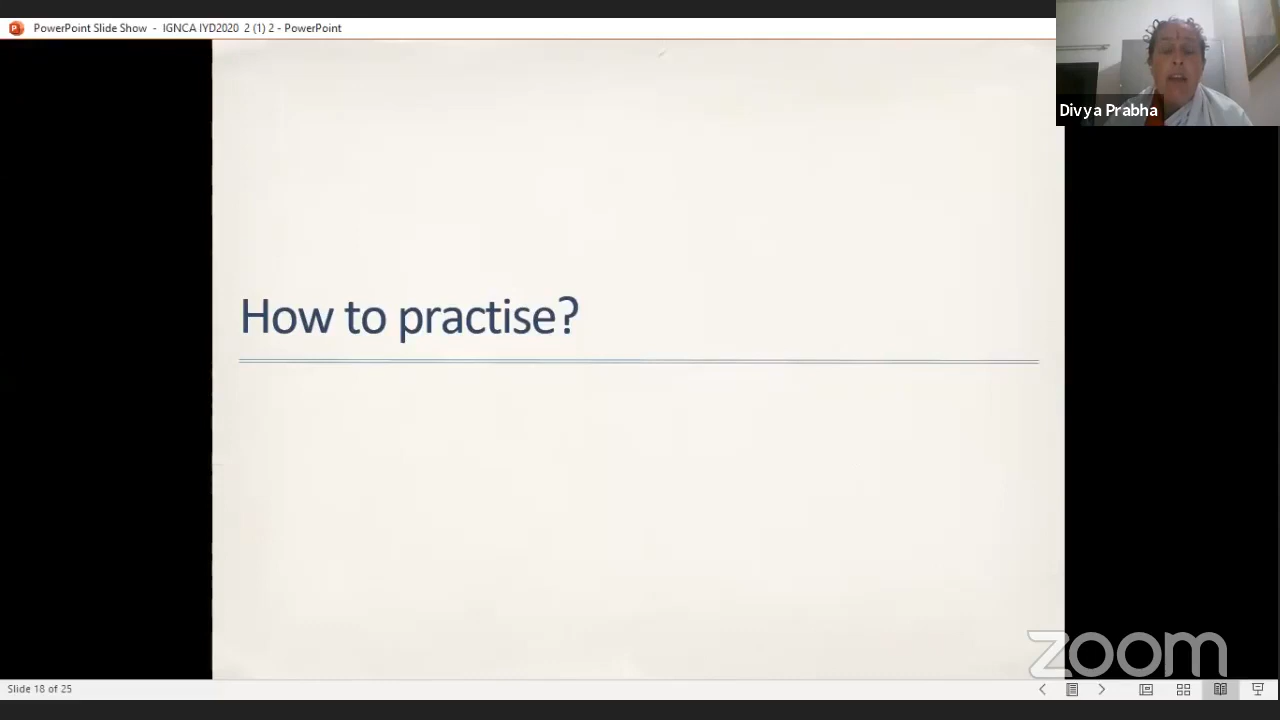 PowerPoint Slide Show - IGNCA IYD2020 2 (1) 2 - PowerPoint
Divya Prabha
How to practise?
zoom
Slide 18 of 25